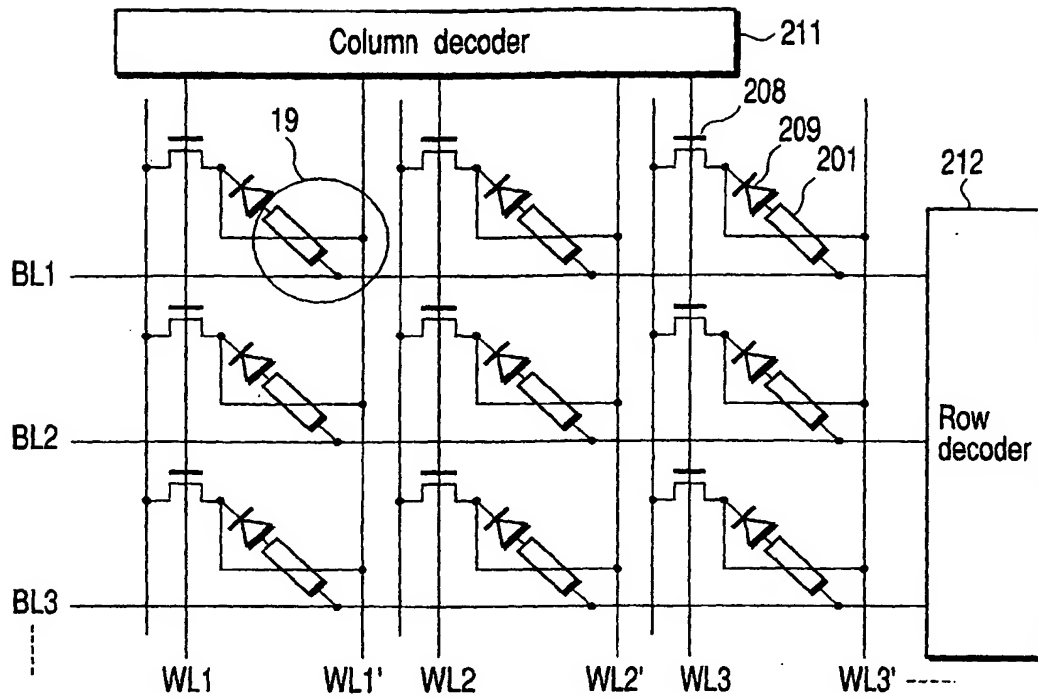 Column decoder
211
208
19
209
201
212
BL1
BL2
Row
decoder
BL3
WL1 WL1' WL2 WL2' WL3 WL3'